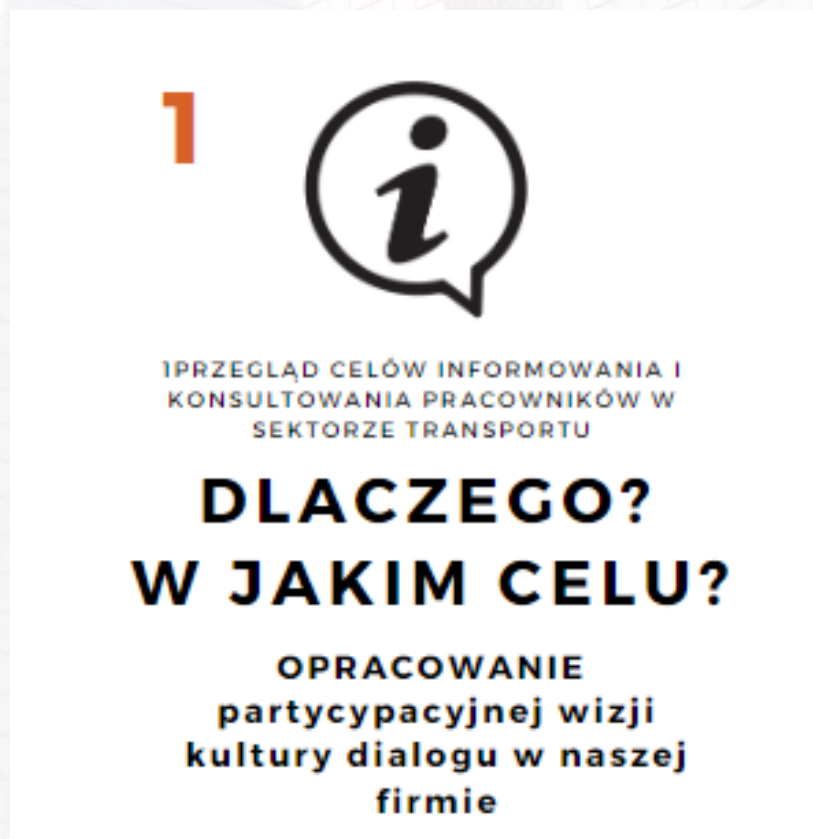 1
i
1PRZEGLĄD CELÓW INFORMOWANIA I
KONSULTOWANIA PRACOWNIKÓW W
SEKTORZE TRANSPORTU
DLACZEGO?
W JAKIM CELU?
OPRACOWANIE
partycypacyjnej wizji
kultury dialogu w naszej
firmie